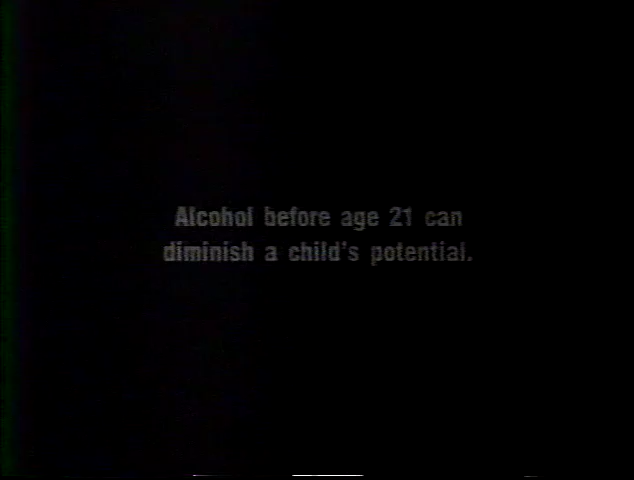 Alcohol before age 21 can
diminish a child's potential.